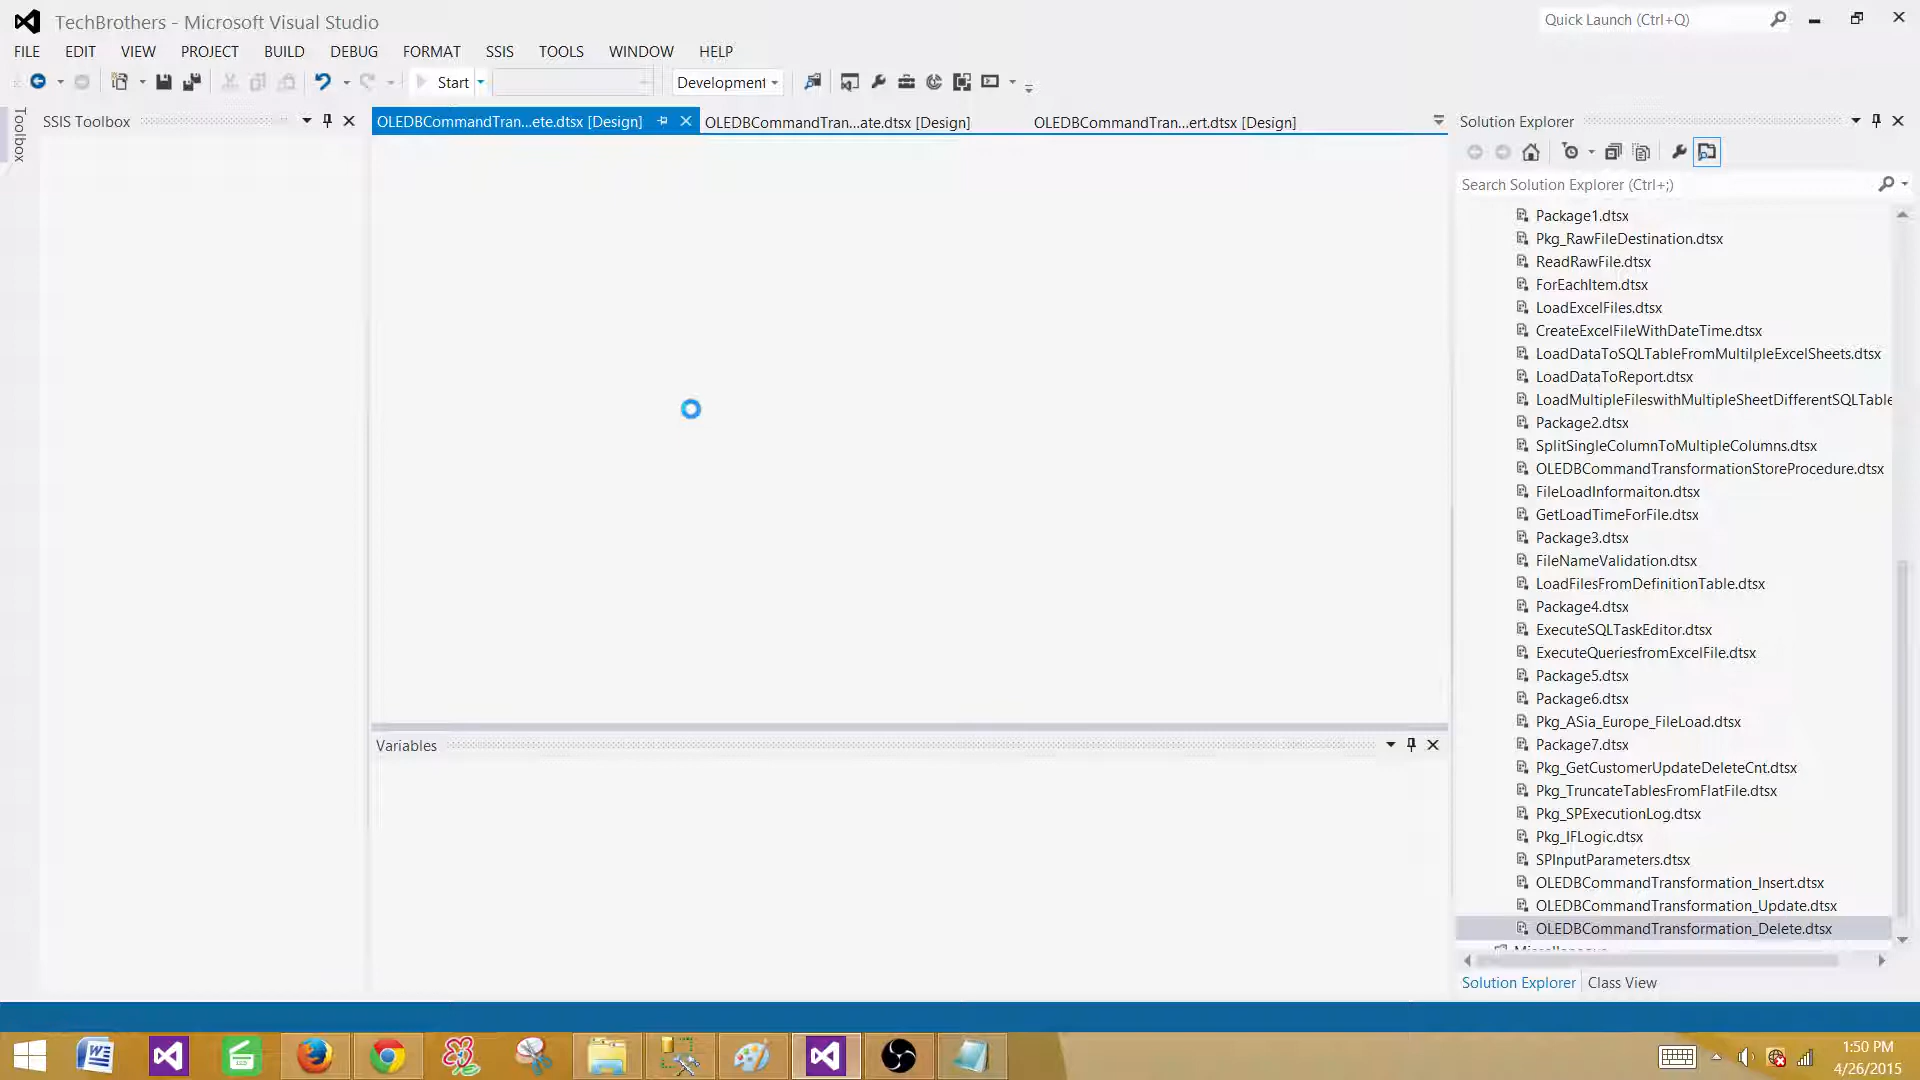 TechBrothers - Microsoft Visual Studio
Quick Launch (Ctrl+Q)
FILE EDIT VIEW PROJECT BUILD DEBUG FORMAT SSIS TOOLS WINDOW HELP
Start
Development
Toolbox
SSIS Toolbox
OLEDBCommandTran...ete.dtsx [Design]
OLEDBCommandTran...ate.dtsx [Design]
OLEDBCommandTran...ert.dtsx [Design]
Solution Explorer
Search Solution Explorer (Ctrl+;)
Package1.dtsx
Pkg_RawFileDestination.dtsx
ReadRawFile.dtsx
ForEachItem.dtsx
LoadExcelFiles.dtsx
CreateExcelFileWithDateTime.dtsx
LoadDataToSQLTableFromMultilpleExcelSheets.dtsx
LoadDataToReport.dtsx
LoadMultipleFileswithMultipleSheetDifferentSQLTable
Package2.dtsx
SplitSingleColumnToMultipleColumns.dtsx
OLEDBCommandTransformationStoreProcedure.dtsx
FileLoadInformaiton.dtsx
GetLoadTimeForFile.dtsx
Package3.dtsx
FileNameValidation.dtsx
LoadFilesFromDefinitionTable.dtsx
Package4.dtsx
ExecuteSQLTaskEditor.dtsx
ExecuteQueriesfromExcelFile.dtsx
Package5.dtsx
Package6.dtsx
Pkg_ASia_Europe_FileLoad.dtsx
Package7.dtsx
Pkg_GetCustomerUpdateDeleteCnt.dtsx
Pkg_TruncateTablesFromFlatFile.dtsx
Pkg_SPExecutionLog.dtsx
Pkg_IFLogic.dtsx
SPInputParameters.dtsx
OLEDBCommandTransformation_Insert.dtsx
OLEDBCommandTransformation_Update.dtsx
OLEDBCommandTransformation_Delete.dtsx
Variables
Solution Explorer Class View
1:50 PM
4/26/2015